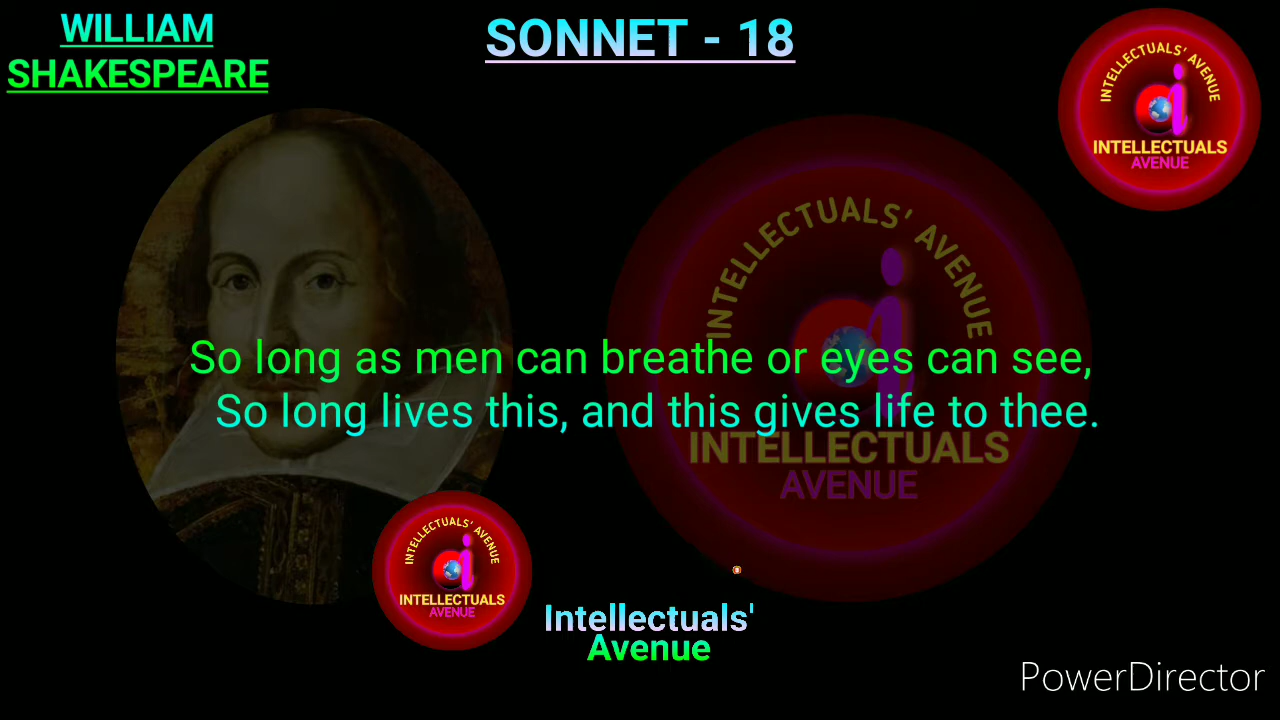 WILLIAM
SHAKESPEARE
SONNET - 18
INTELLECTUALS' AVENUE
INTELLECTUALS
AVENUE
INTELLECTUALS' AVENUE
So long as men can breathe or eyes can see,
So long lives this, and this gives life to thee.
INTELLECTUALS
AVENUE
INTELLECTUALS' AVENUE
INTELLECTUALS
AVENUE
Intellectuals'
Avenue
PowerDirector